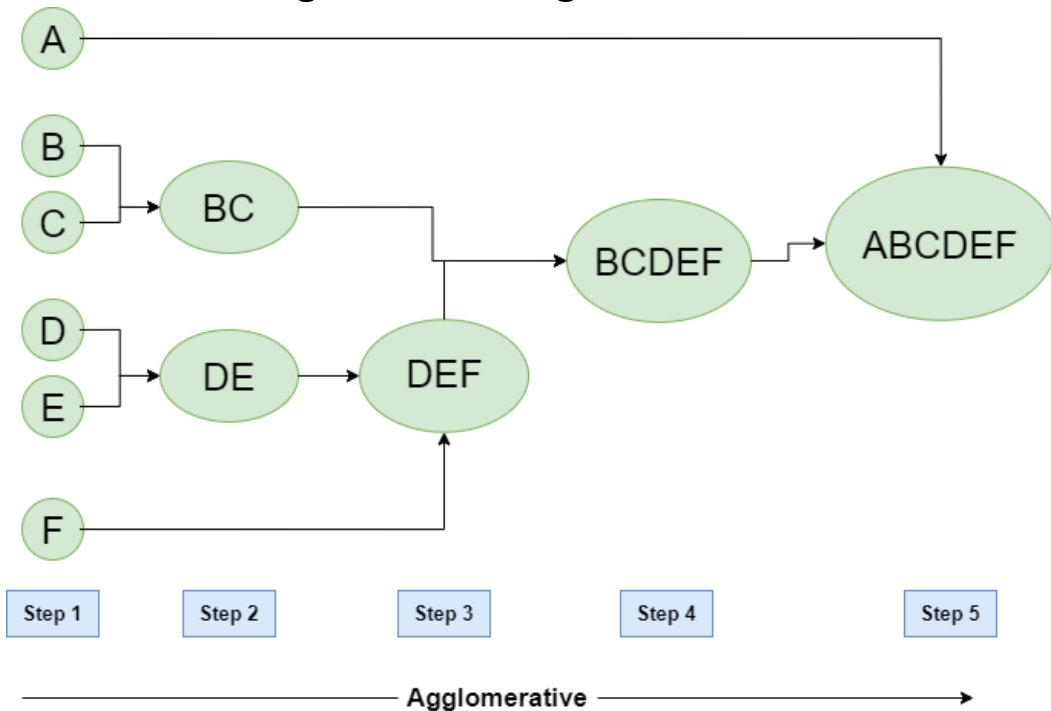 A
B
C
BC
D
E
DE
DEF
F
BCDEF
ABCDEF
Step 1
Step 2
Step 3
Step 4
Step 5
Agglomerative